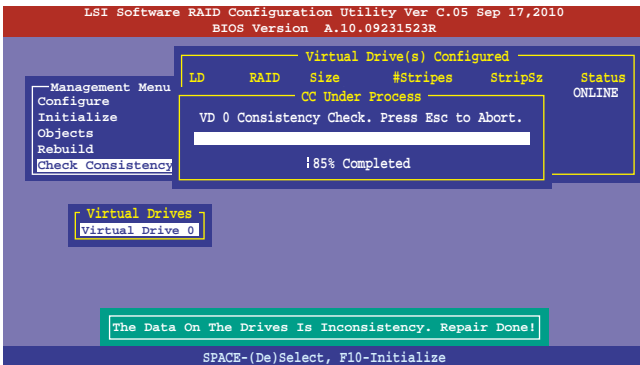 LSI Software RAID Configuration Utility Ver C.05 Sep 17,2010
BIOS Version A.10.09231523R
Virtual Drive(s) Configured
LD RAID Size #Stripes StripSz Status
ONLINE
Management Menu
Configure
Initialize
Objects
Rebuild
Check Consistency
CC Under Process
VD 0 Consistency Check. Press Esc to Abort.
85% Completed
Virtual Drives
Virtual Drive 0
The Data On The Drives Is Inconsistency. Repair Done!
SPACE-(De)Select, F10-Initialize